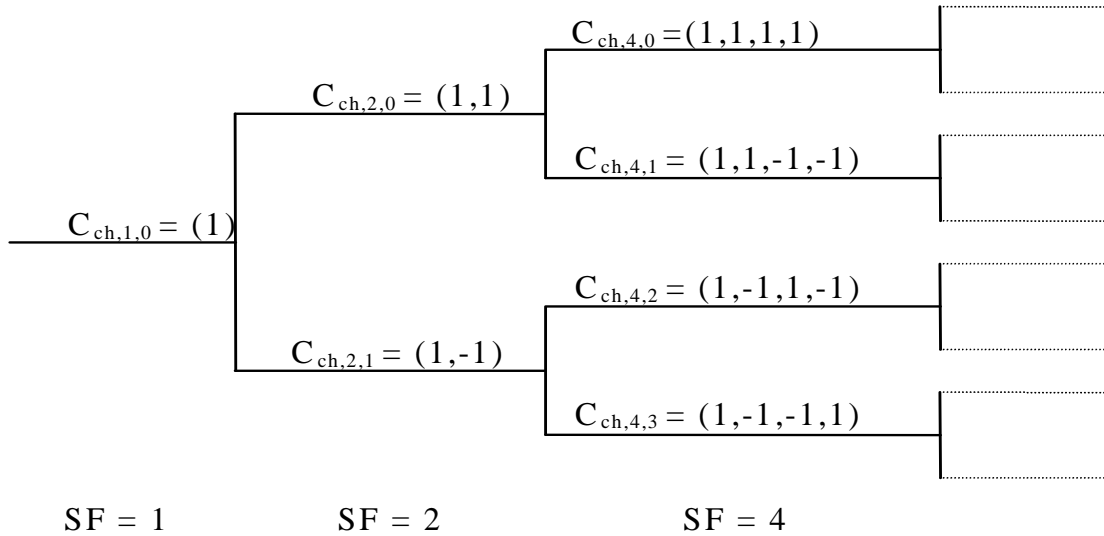 C ch,4,0 = (1,1,1,1)
C ch,2,0 = (1,1)
C ch,4,1 = (1,1,-1,-1)
C ch,1,0 = (1)
C ch,4,2 = (1,-1,1,-1)
C ch,2,1 = (1,-1)
C ch,4,3 = (1,-1,-1,1)
SF = 1 SF = 2 SF = 4